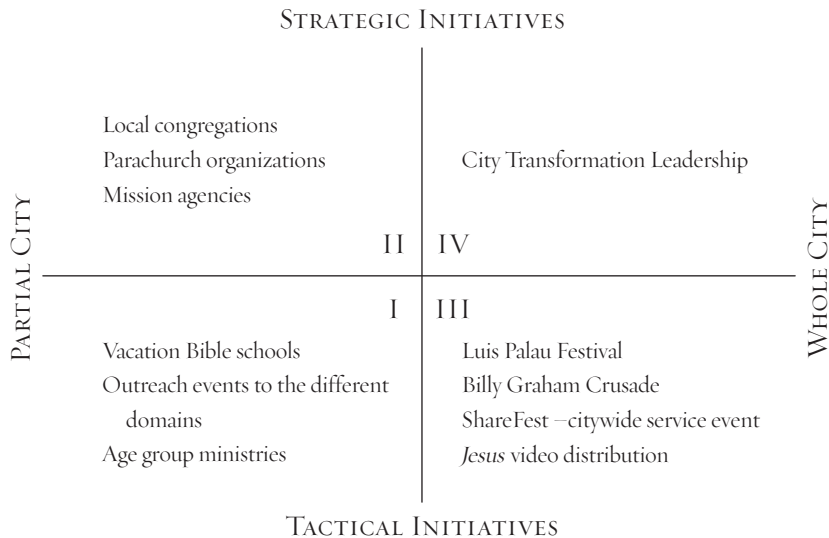 STRATEGIC INITIATIVES
PARTIAL CITY
Local congregations
Parachurch organizations
Mission agencies
II
City Transformation Leadership
IV
WHOLE CITY
I
Vacation Bible schools
Outreach events to the different
domains
Age group ministries
III
Luis Palau Festival
Billy Graham Crusade
ShareFest –citywide service event
Jesus video distribution
TACTICAL INITIATIVES